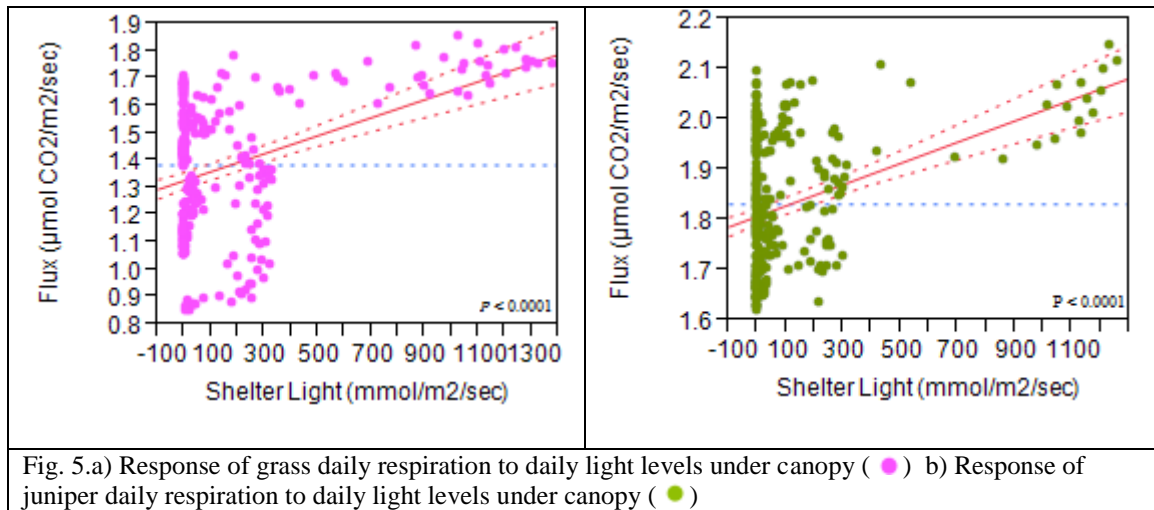 Flux (µmol CO2/m2/sec)
1.9
1.8
1.7
1.6
1.5
1.4
1.3
1.2
1.1
1.0
0.9
0.8
P < 0.0001
-100 100 300 500 700 900 11001300
Shelter Light (mmol/m2/sec)
Flux (µmol CO2/m2/sec)
2.2
2.1
2.0
1.9
1.8
1.7
1.6
P < 0.0001
-100 100 300 500 700 900 1100
Shelter Light (mmol/m2/sec)
Fig. 5.a) Response of grass daily respiration to daily light levels under canopy ( ) b) Response of
juniper daily respiration to daily light levels under canopy ( )